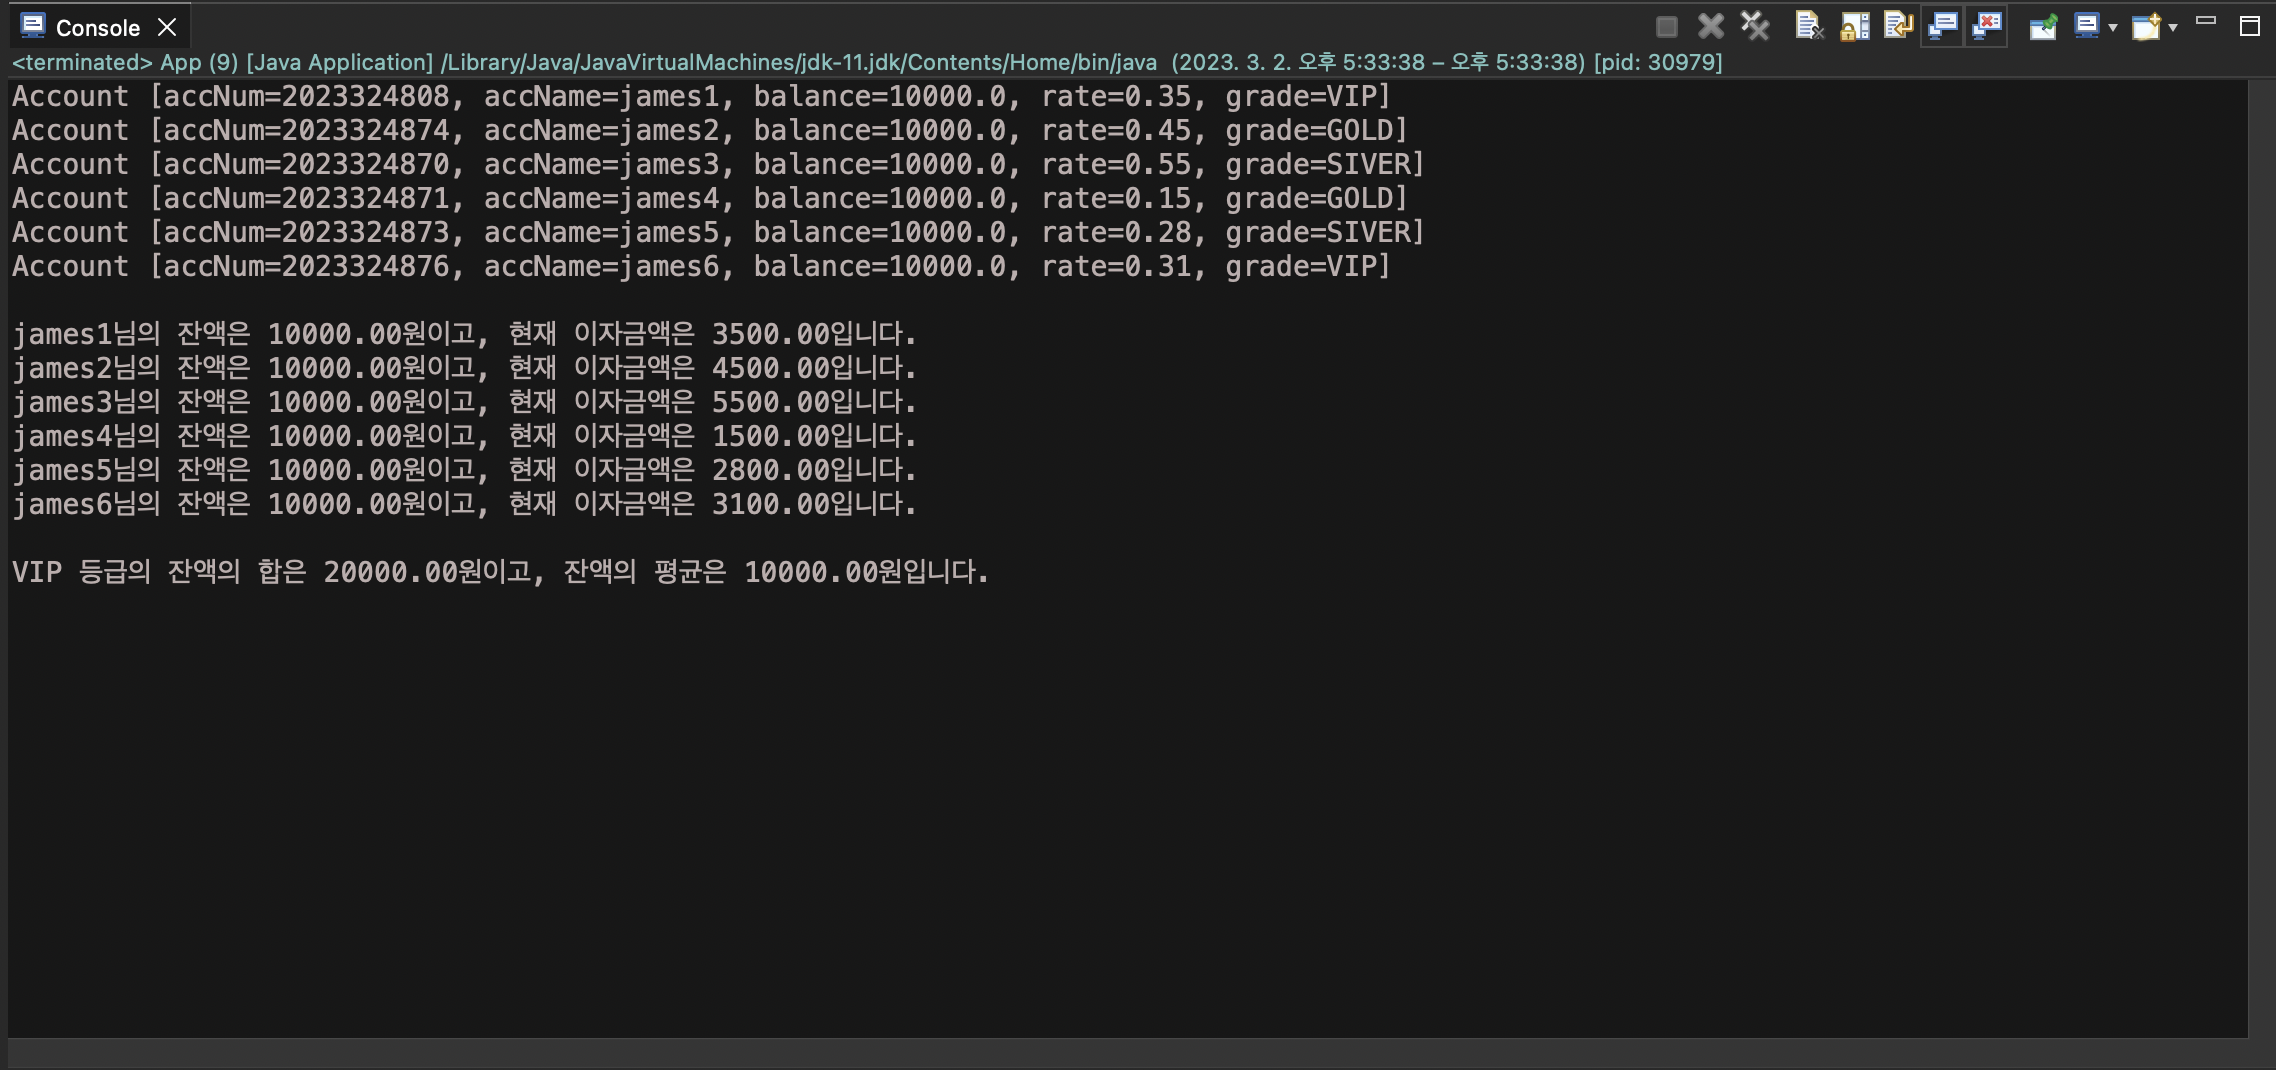 Console
<terminated> App (9) [Java Application] /Library/Java/JavaVirtualMachines/jdk-11.jdk/Contents/Home/bin/java (2023. 3. 2. 오후 5:33:38 – 오후 5:33:38) [pid: 30979]
Account [accNum=2023324808, accName=james1, balance=10000.0, rate=0.35, grade=VIP]
Account [accNum=2023324874, accName=james2, balance=10000.0, rate=0.45, grade=GOLD]
Account [accNum=2023324870, accName=james3, balance=10000.0, rate=0.55, grade=SIVER]
Account [accNum=2023324871, accName=james4, balance=10000.0, rate=0.15, grade=GOLD]
Account [accNum=2023324873, accName=james5, balance=10000.0, rate=0.28, grade=SIVER]
Account [accNum=2023324876, accName=james6, balance=10000.0, rate=0.31, grade=VIP]
james1님의 잔액은 10000.00원이고, 현재 이자금액은 3500.00입니다.
james2님의 잔액은 10000.00원이고, 현재 이자금액은 4500.00입니다.
james3님의 잔액은 10000.00원이고, 현재 이자금액은 5500.00입니다.
james4님의 잔액은 10000.00원이고, 현재 이자금액은 1500.00입니다.
james5님의 잔액은 10000.00원이고, 현재 이자금액은 2800.00입니다.
james6님의 잔액은 10000.00원이고, 현재 이자금액은 3100.00입니다.
VIP 등급의 잔액의 합은 20000.00원이고, 잔액의 평균은 10000.00원입니다.